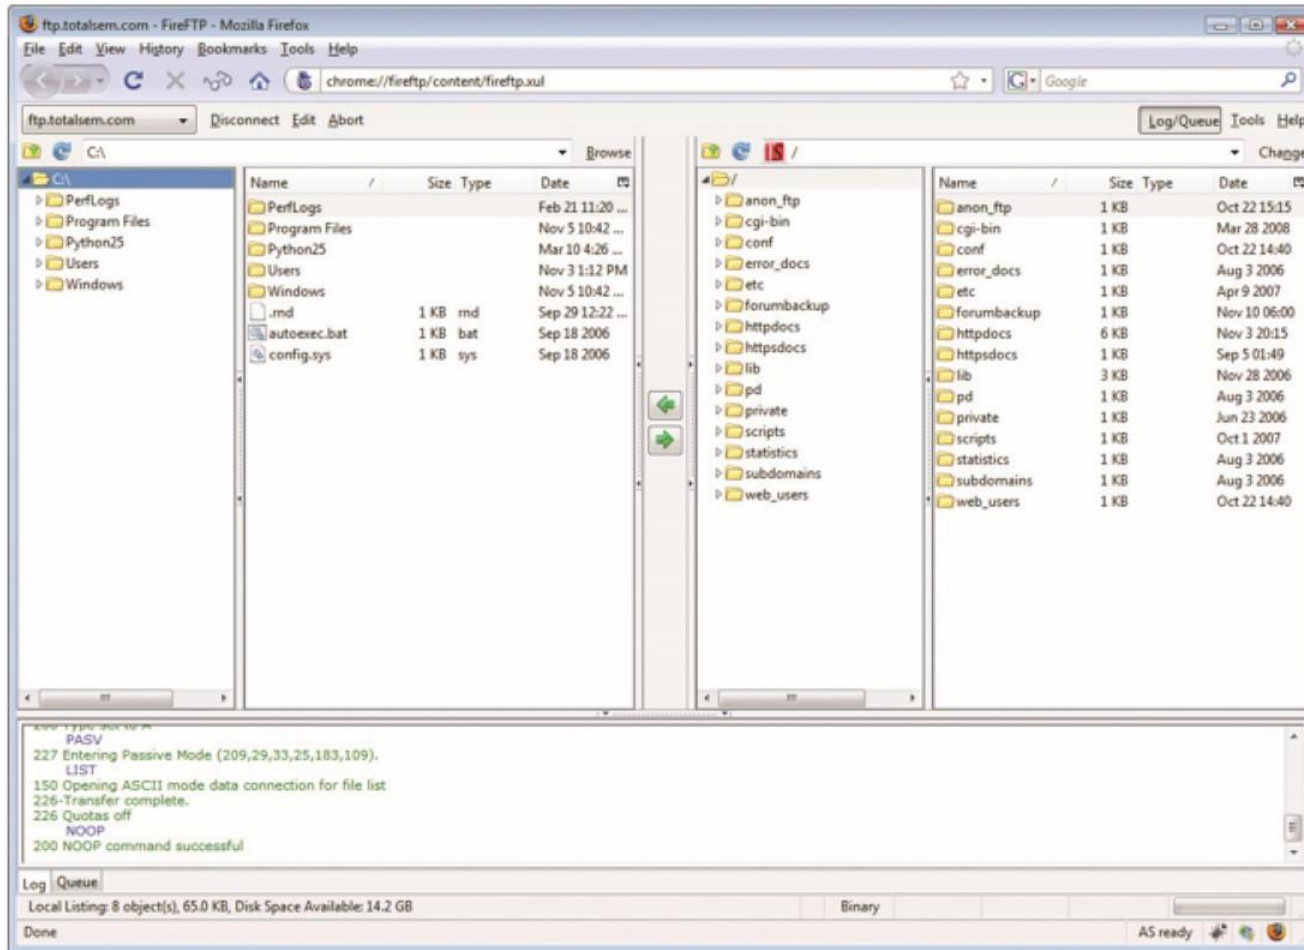 ftp.totalsem.com - FireFTP - Mozilla Firefox
File Edit View History Bookmarks Tools Help
chrome://fireftp/content/fireftp.xul
Google
ftp.totalsem.com Disconnect Edit Abort
Log/Queue Tools Help
C:\ Browse
/ Change
C:\
PerfLogs
Program Files
Python25
Users
Windows
Name Size Type Date
PerfLogs Feb 21 11:20 ...
Program Files Nov 5 10:42 ...
Python25 Mar 10 4:26 ...
Users Nov 3 1:12 PM
Windows Nov 5 10:42 ...
.rnd 1 KB rnd Sep 29 12:22 ...
autoexec.bat 1 KB bat Sep 18 2006
config.sys 1 KB sys Sep 18 2006
/
anon_ftp
cgi-bin
conf
error_docs
etc
forumbackup
httpdocs
httpsdocs
lib
pd
private
scripts
statistics
subdomains
web_users
Name Size Type Date
anon_ftp 1 KB Oct 22 15:15
cgi-bin 1 KB Mar 28 2008
conf 1 KB Oct 22 14:40
error_docs 1 KB Aug 3 2006
etc 1 KB Apr 9 2007
forumbackup 1 KB Nov 10 06:00
httpdocs 6 KB Nov 3 20:15
httpsdocs 1 KB Sep 5 01:49
lib 3 KB Nov 28 2006
pd 1 KB Aug 3 2006
private 1 KB Jun 23 2006
scripts 1 KB Oct 1 2007
statistics 1 KB Aug 3 2006
subdomains 1 KB Aug 3 2006
web_users 1 KB Oct 22 14:40
200 Type set to A
PASV
227 Entering Passive Mode (209,29,33,25,183,109).
LIST
150 Opening ASCII mode data connection for file list
226-Transfer complete.
226 Quotas off
NOOP
200 NOOP command successful
Log Queue
Local Listing: 8 object(s), 65.0 KB, Disk Space Available: 14.2 GB
Binary
Done
AS ready